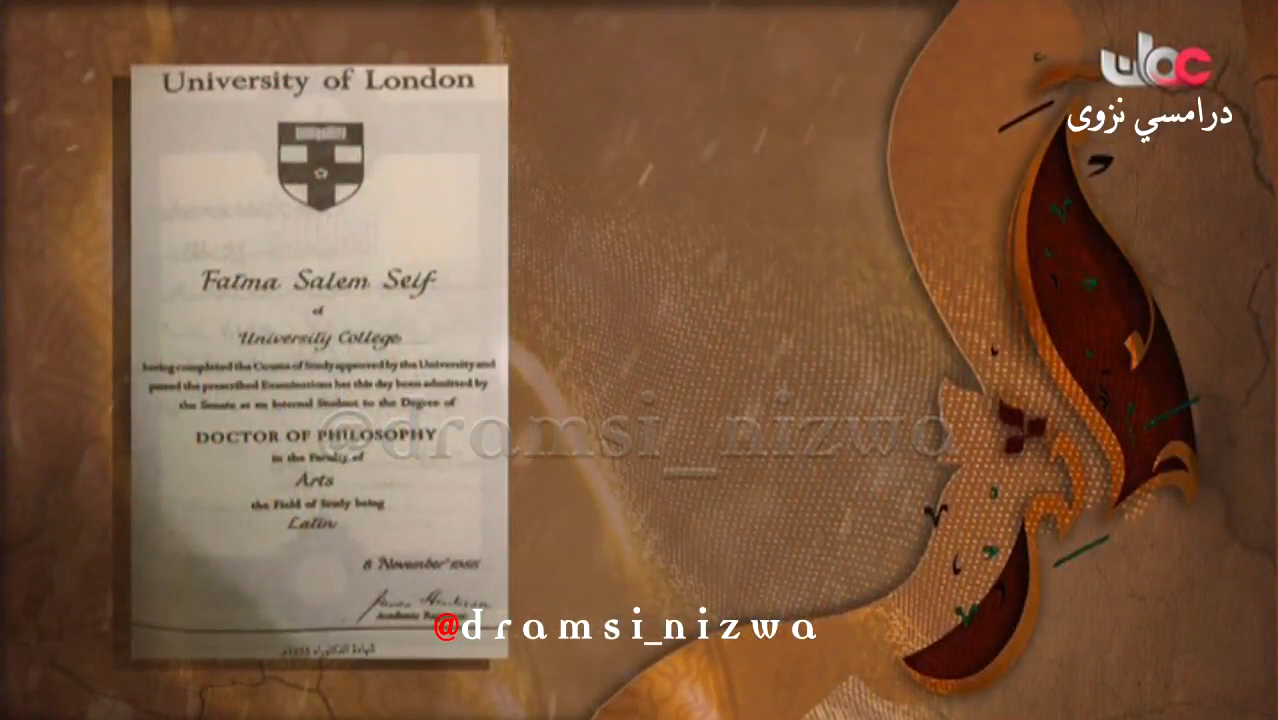 University of London
درامسي نزوى
Fatma Salem Seif
of
University College
having completed the Course of Study approved by the University and
passed the prescribed Examinations has this day been admitted by
the Senate as an Internal Student to the Degree of
DOCTOR OF PHILOSOPHY
in the Faculty of
Arts
the Field of Study being
Latin
8 November
@dramsi_nizwa
Academic
@dramsi_nizwa
شهادة الدكتوراه